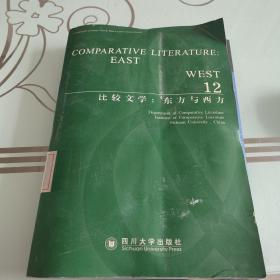 COMPARATIVE LITERATURE:
EAST
WEST
12
比较文学：东方与西方
Department of Comparative Literature
Institute of Comparative Literature
Sichuan University, China
四川大学出版社
Sichuan University Press